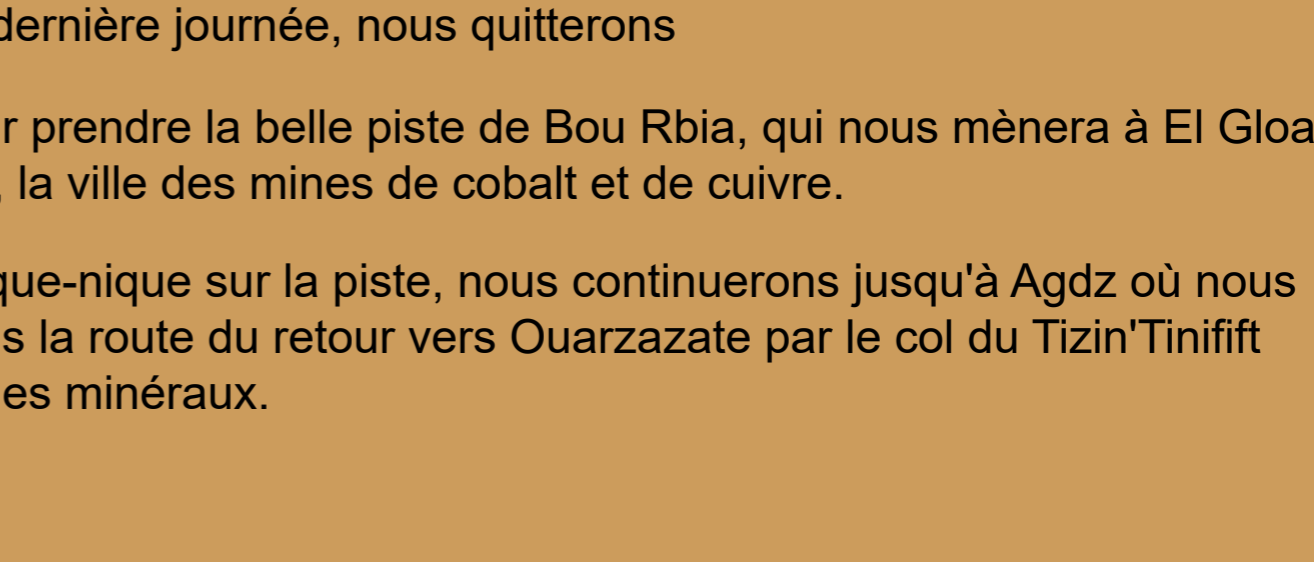 dernière journée, nous quitterons
r prendre la belle piste de Bou Rbia, qui nous mènera à El Gloa
, la ville des mines de cobalt et de cuivre.
que-nique sur la piste, nous continuerons jusqu'à Agdz où nous
s la route du retour vers Ouarzazate par le col du Tizin'Tinifift
es minéraux.